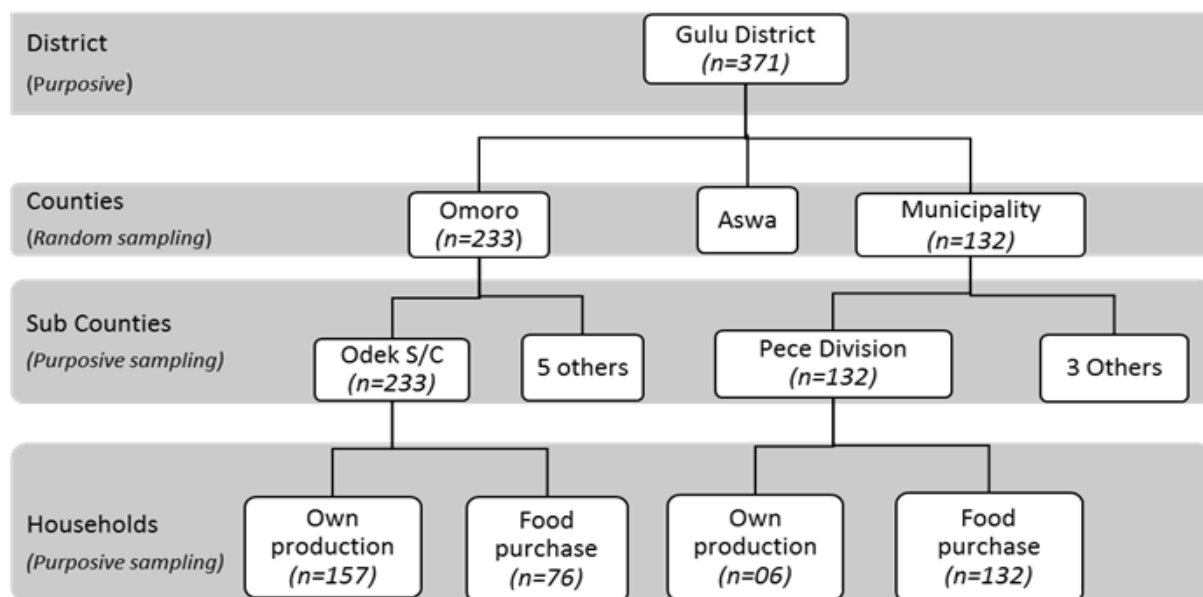 District
(Purposive)
Gulu District
(n=371)
Counties
(Random sampling)
Omoro
(n=233)
Aswa
Municipality
(n=132)
Sub Counties
(Purposive sampling)
Odek S/C
(n=233)
5 others
Pece Division
(n=132)
3 Others
Households
(Purposive sampling)
Own
production
(n=157)
Food
purchase
(n=76)
Own
production
(n=06)
Food
purchase
(n=132)